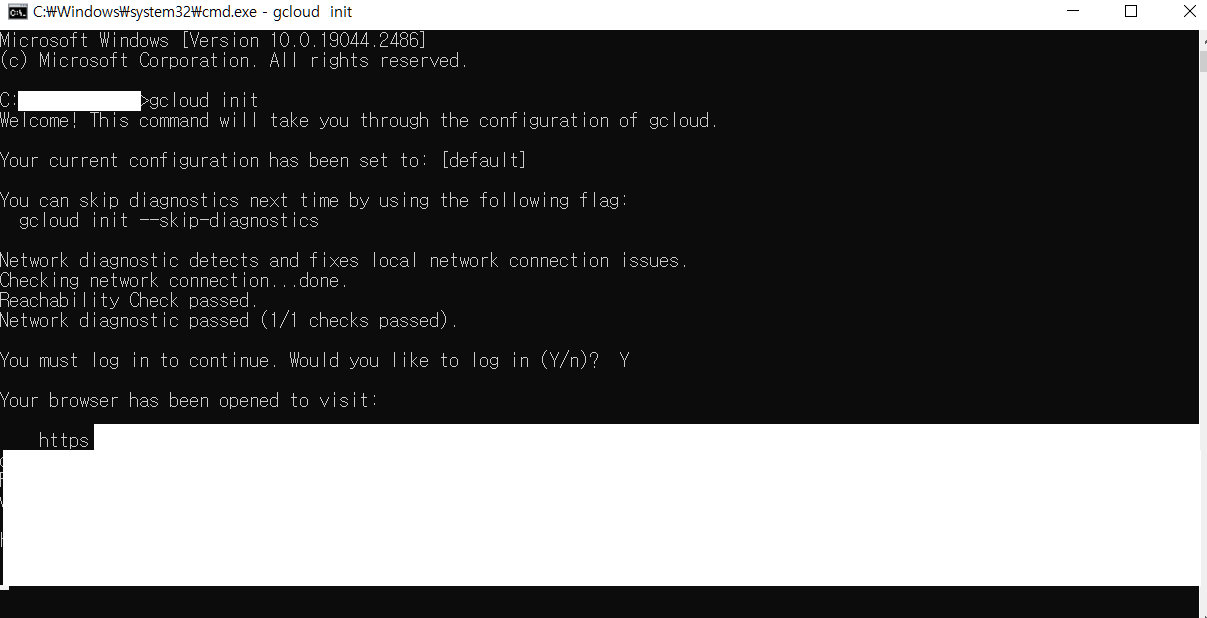 C:₩Windows₩system32₩cmd.exe - gcloud  init
Microsoft Windows [Version 10.0.19044.2486]
(c) Microsoft Corporation. All rights reserved.
C: >gcloud init
Welcome! This command will take you through the configuration of gcloud.
Your current configuration has been set to: [default]
You can skip diagnostics next time by using the following flag:
  gcloud init --skip-diagnostics
Network diagnostic detects and fixes local network connection issues.
Checking network connection...done.
Reachability Check passed.
Network diagnostic passed (1/1 checks passed).
You must log in to continue. Would you like to log in (Y/n)?  Y
Your browser has been opened to visit:
    https